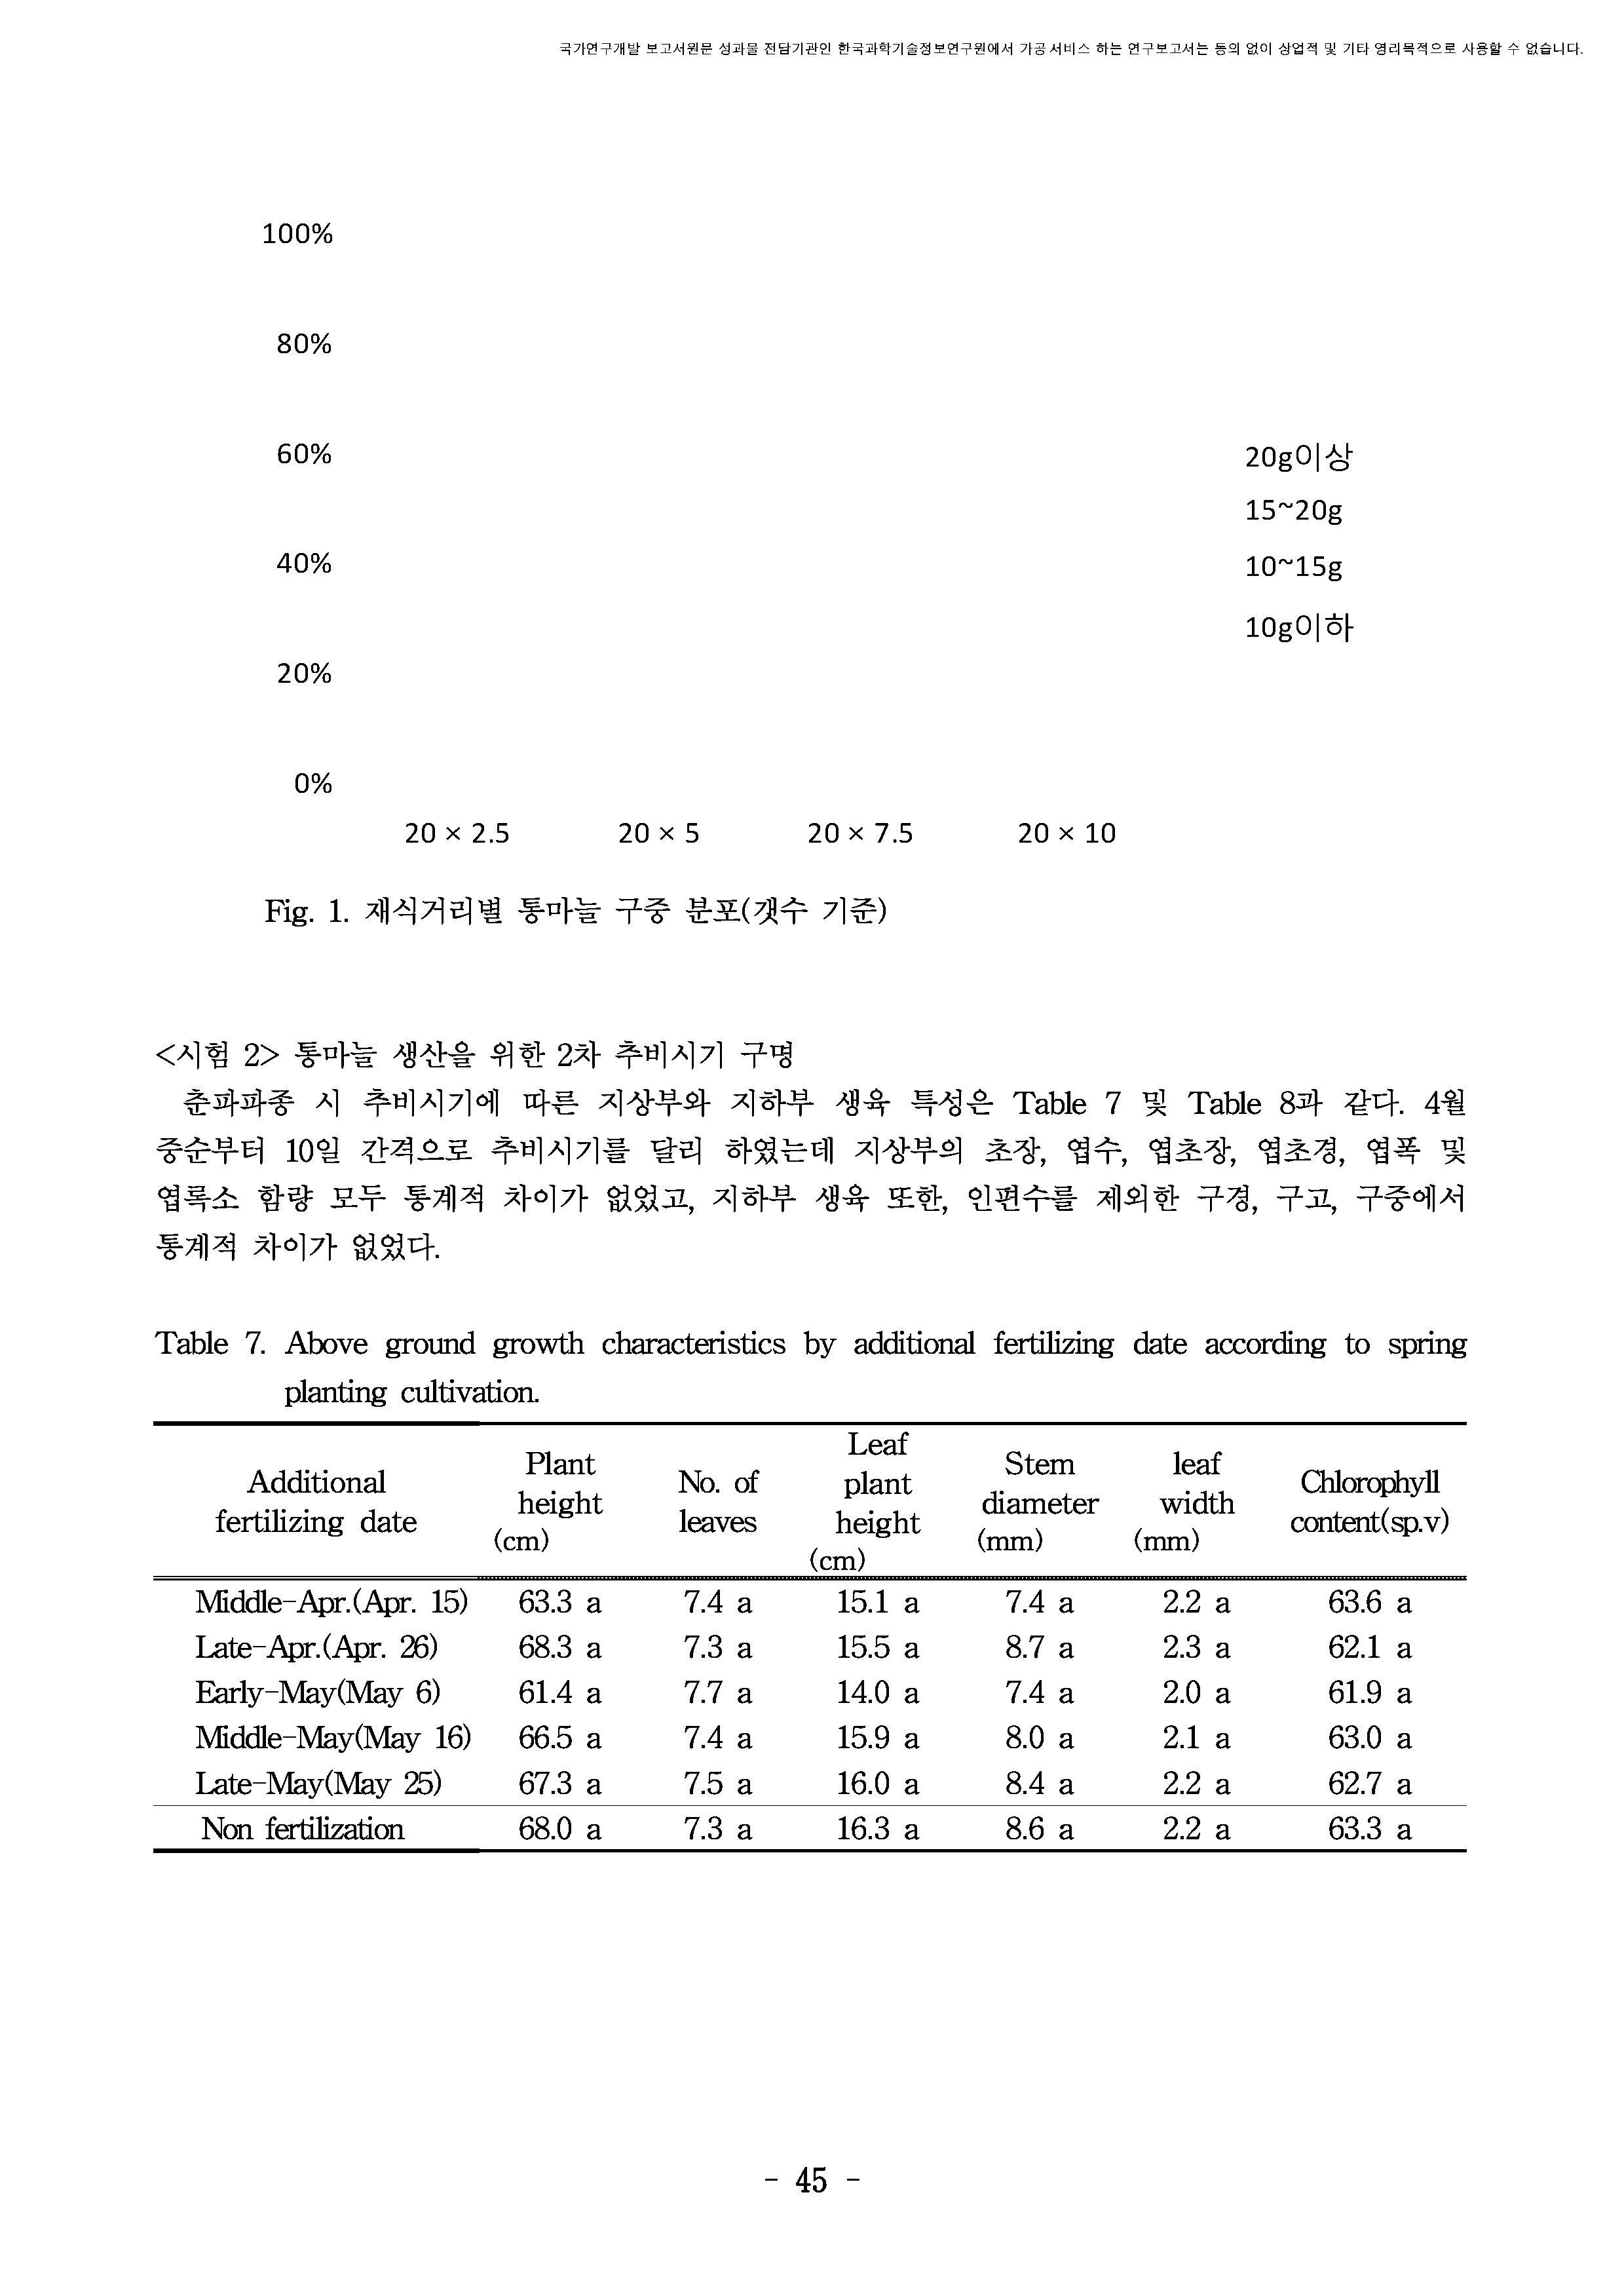 국가연구개발 보고서원문 성과물 전담기관인 한국과학기술정보연구원에서 가공·서비스 하는 연구보고서는 동의 없이 상업적 및 기타 영리목적으로 사용할 수 없습니다.
100%
80%
60%
40%
20%
0%
20g이상
15~20g
10~15g
10g이하
20 × 2.5 20 × 5 20 × 7.5 20 × 10
Fig. 1. 재식거리별 통마늘 구중 분포(갯수 기준)
<시험 2> 통마늘 생산을 위한 2차 추비시기 구명
춘파파종 시 추비시기에 따른 지상부와 지하부 생육 특성은 Table 7 및 Table 8과 같다. 4월
중순부터 10일 간격으로 추비시기를 달리 하였는데 지상부의 초장, 엽수, 엽초장, 엽초경, 엽폭 및
엽록소 함량 모두 통계적 차이가 없었고, 지하부 생육 또한, 인편수를 제외한 구경, 구고, 구중에서
통계적 차이가 없었다.
Table 7. Above ground growth characteristics by additional fertilizing date according to spring
planting cultivation.
Additional fertilizing date Plant height (cm) No. of leaves Leaf plant height (cm) Stem diameter (mm) leaf width (mm) Chlorophyll content(sp.v)
Middle-Apr.(Apr. 15) 63.3 a 7.4 a 15.1 a 7.4 a 2.2 a 63.6 a
Late-Apr.(Apr. 26) 68.3 a 7.3 a 15.5 a 8.7 a 2.3 a 62.1 a
Early-May(May 6) 61.4 a 7.7 a 14.0 a 7.4 a 2.0 a 61.9 a
Middle-May(May 16) 66.5 a 7.4 a 15.9 a 8.0 a 2.1 a 63.0 a
Late-May(May 25) 67.3 a 7.5 a 16.0 a 8.4 a 2.2 a 62.7 a
Non fertilization 68.0 a 7.3 a 16.3 a 8.6 a 2.2 a 63.3 a
- 45 -